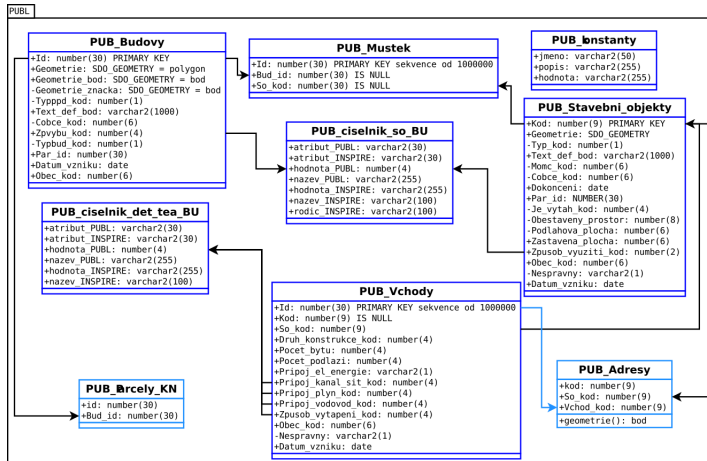 PUBL
PUB_Budovy
+Id: number(30) PRIMARY KEY
+Geometrie: SDO_GEOMETRY = polygon
+Geometrie_bod: SDO_GEOMETRY = bod
-Geometrie_znacka: SDO_GEOMETRY = bod
-Typppd_kod: number(1)
+Text_def_bod: varchar2(1000)
-Cobce_kod: number(6)
+Zpvybu_kod: number(4)
-Typbud_kod: number(1)
+Par_id: number(30)
+Datum_vzniku: date
+Obec_kod: number(6)
PUB_Mustek
+Id: number(30) PRIMARY KEY sekvence od 1000000
+Bud_id: number(30) IS NULL
+So_kod: number(30) IS NULL
PUB_konstanty
+jmeno: varchar2(50)
+popis: varchar2(255)
+hodnota: varchar2(255)
PUB_ciselnik_so_BU
+atribut_PUBL: varchar2(30)
+atribut_INSPIRE: varchar2(30)
+hodnota_PUBL: number(4)
+nazev_PUBL: varchar2(255)
+hodnota_INSPIRE: varchar2(255)
+nazev_INSPIRE: varchar2(100)
+rodic_INSPIRE: varchar2(100)
PUB_Stavebni_objekty
+Kod: number(9) PRIMARY KEY
+Geometrie: SDO_GEOMETRY
-Typ_kod: number(1)
+Text_def_bod: varchar2(1000)
-Momc_kod: number(6)
-Cobce_kod: number(6)
+Dokonceni: date
+Par_id: NUMBER(30)
-Je_vytah_kod: number(4)
-Obestaveny_prostor: number(8)
-Podlahova_plocha: number(6)
+Zastavena_plocha: number(6)
+Zpusob_vyuziti_kod: number(2)
+Obec_kod: number(6)
-Nespravny: varchar2(1)
+Datum_vzniku: date
PUB_ciselnik_det_tea_BU
+atribut_PUBL: varchar2(30)
+atribut_INSPIRE: varchar2(30)
+hodnota_PUBL: number(4)
+nazev_PUBL: varchar2(255)
+hodnota_INSPIRE: varchar2(255)
+nazev_INSPIRE: varchar2(100)
PUB_Vchody
+Id: number(30) PRIMARY KEY sekvence od 1000000
+Kod: number(9) IS NULL
+So_kod: number(9)
+Druh_konstrukce_kod: number(4)
+Pocet_bytu: number(4)
+Pocet_podlazi: number(4)
+Pripoj_el_energie: varchar2(1)
+Pripoj_kanal_sit_kod: number(4)
+Pripoj_plyn_kod: number(4)
+Pripoj_vodovod_kod: number(4)
+Zpusob_vytapeni_kod: number(4)
+Obec_kod: number(6)
-Nespravny: varchar2(1)
+Datum_vzniku: date
PUB_Parcely_KN
+id: number(30)
+Bud_id: number(30)
PUB_Adresy
+kod: number(9)
+So_kod: number(9)
+Vchod_kod: number(9)
+geometrie(): bod